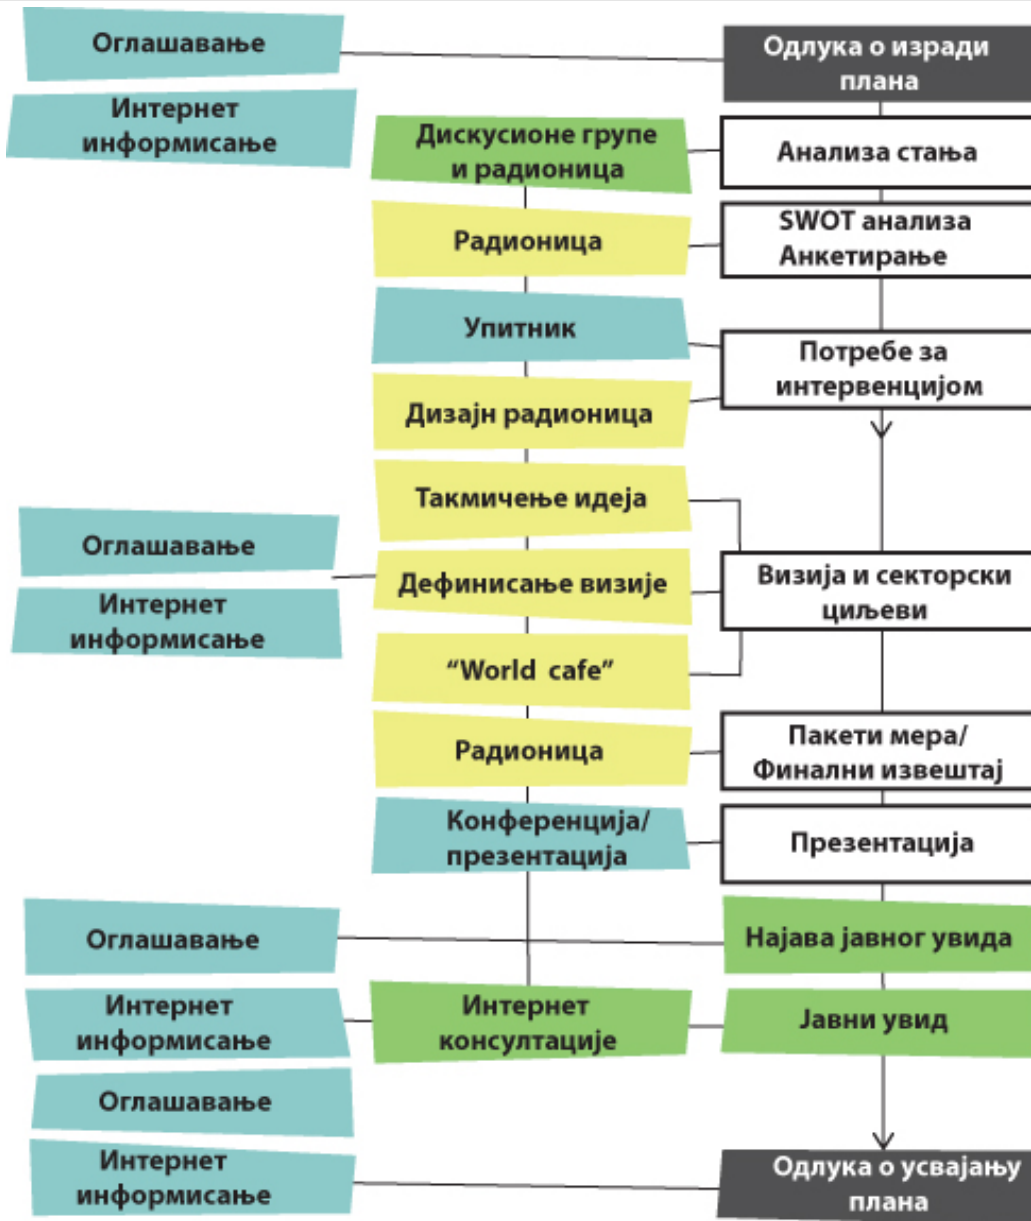 Оглашавање
Одлука о изради
плана
Интернет
информисање
Дискусионе групе
и радионица
Анализа стања
Радионица
SWOT анализа
Анкетирање
Упитник
Потребе за
интервенцијом
Дизајн радионица
Такмичење идеја
Оглашавање
Дефинисање визије
Визија и секторски
циљеви
Интернет
информисање
“World cafe”
Радионица
Пакети мера/
Финални извештај
Конференција/
презентација
Презентација
Оглашавање
Најава јавног увида
Интернет
информисање
Интернет
консултације
Јавни увид
Оглашавање
Интернет
информисање
Одлука о усвајању
плана